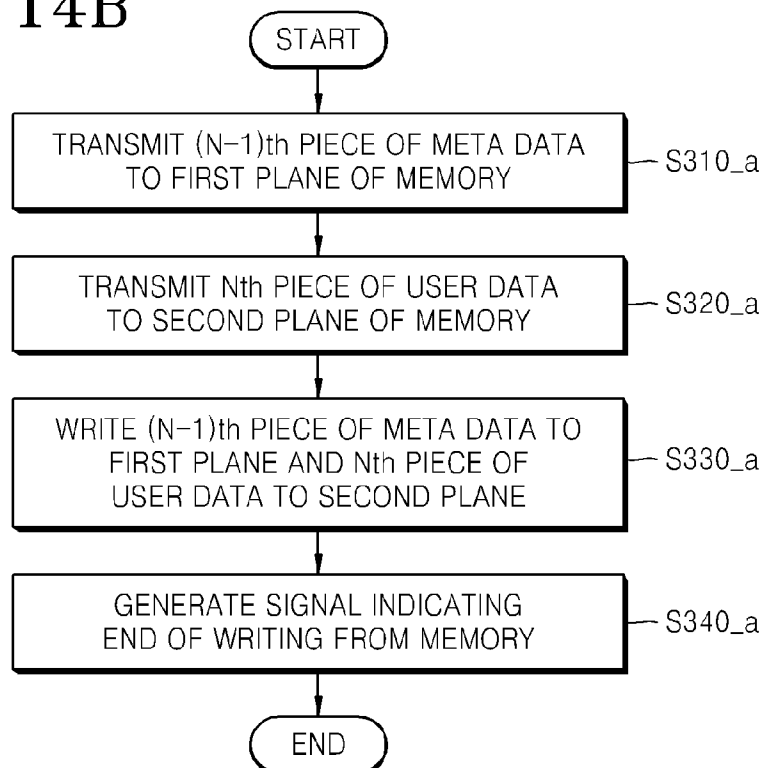 14B
START
TRANSMIT (N-1)th PIECE OF META DATA
TO FIRST PLANE OF MEMORY
S310_a
TRANSMIT Nth PIECE OF USER DATA
TO SECOND PLANE OF MEMORY
S320_a
WRITE (N-1)th PIECE OF META DATA TO
FIRST PLANE AND Nth PIECE OF
USER DATA TO SECOND PLANE
S330_a
GENERATE SIGNAL INDICATING
END OF WRITING FROM MEMORY
S340_a
END